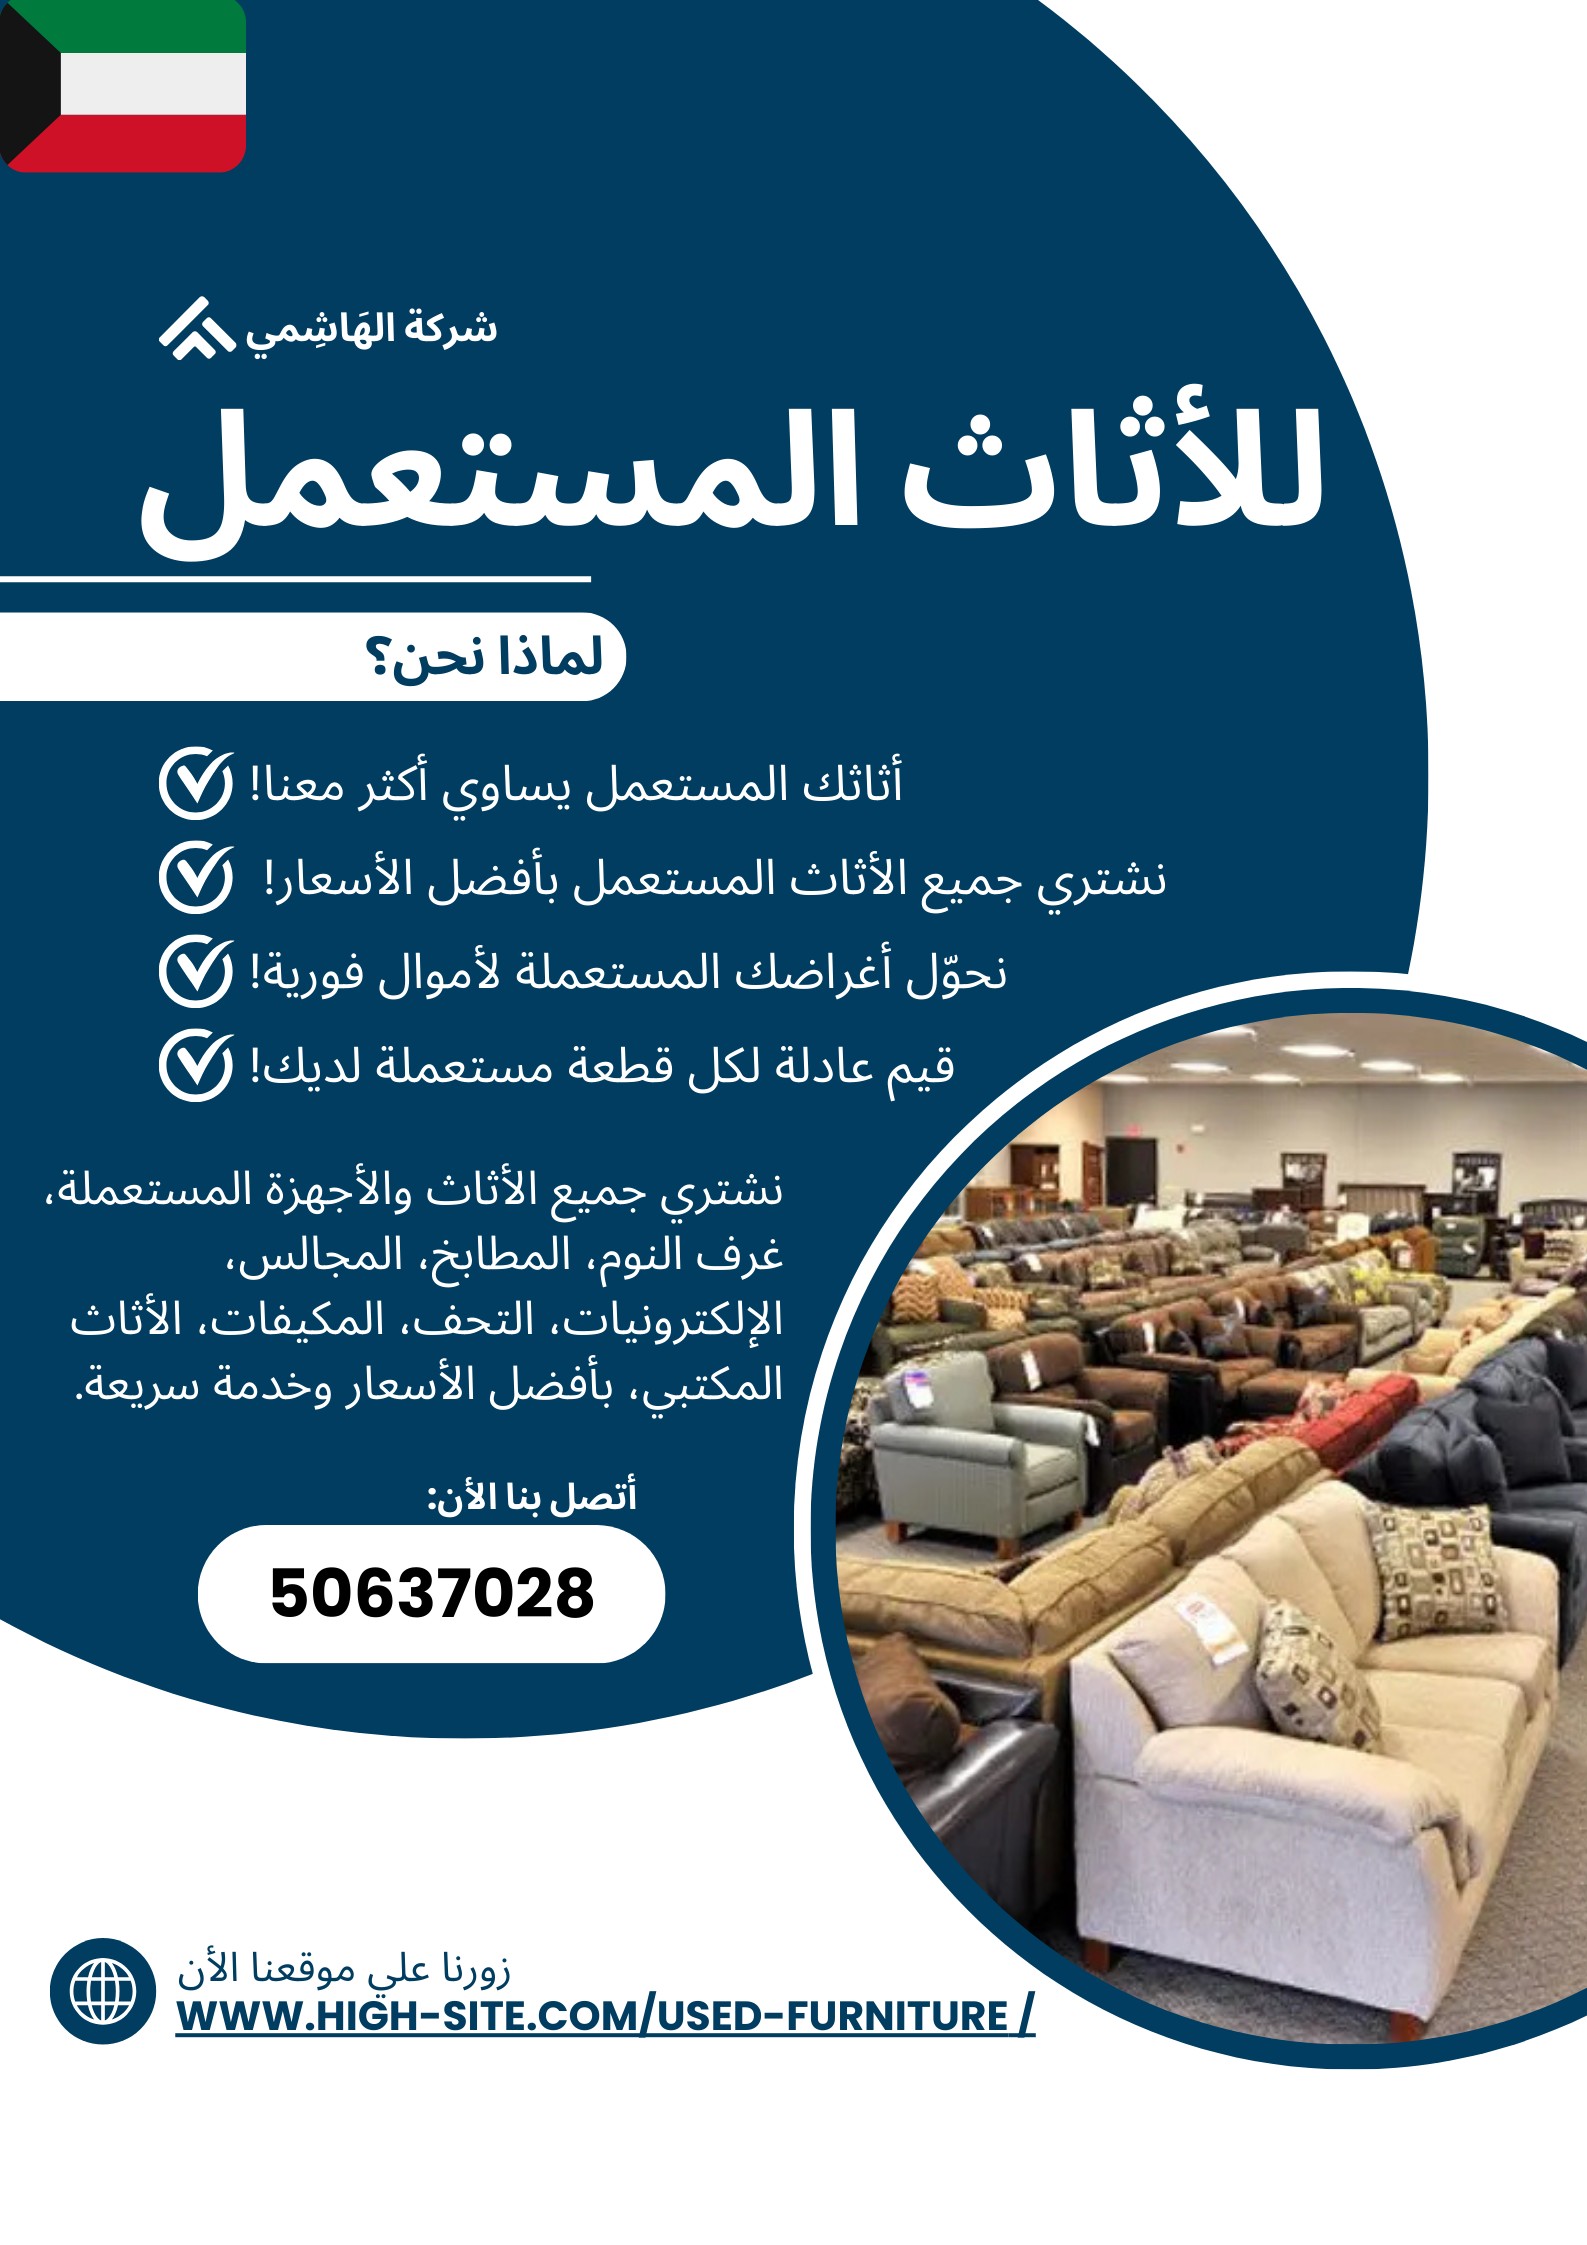 شركة الهَاشِمي
للأثاث المستعمل
لماذا نحن؟
أثاثك المستعمل يساوي أكثر معنا!
نشتري جميع الأثاث المستعمل بأفضل الأسعار!
نحوّل أغراضك المستعملة لأموال فورية!
قيم عادلة لكل قطعة مستعملة لديك!
نشتري جميع الأثاث والأجهزة المستعملة،
غرف النوم، المطابخ، المجالس،
الإلكترونيات، التحف، المكيفات، الأثاث
المكتبي، بأفضل الأسعار وخدمة سريعة.
أتصل بنا الأن:
50637028
زورنا علي موقعنا الأن
WWW.HIGH-SITE.COM/USED-FURNITURE /